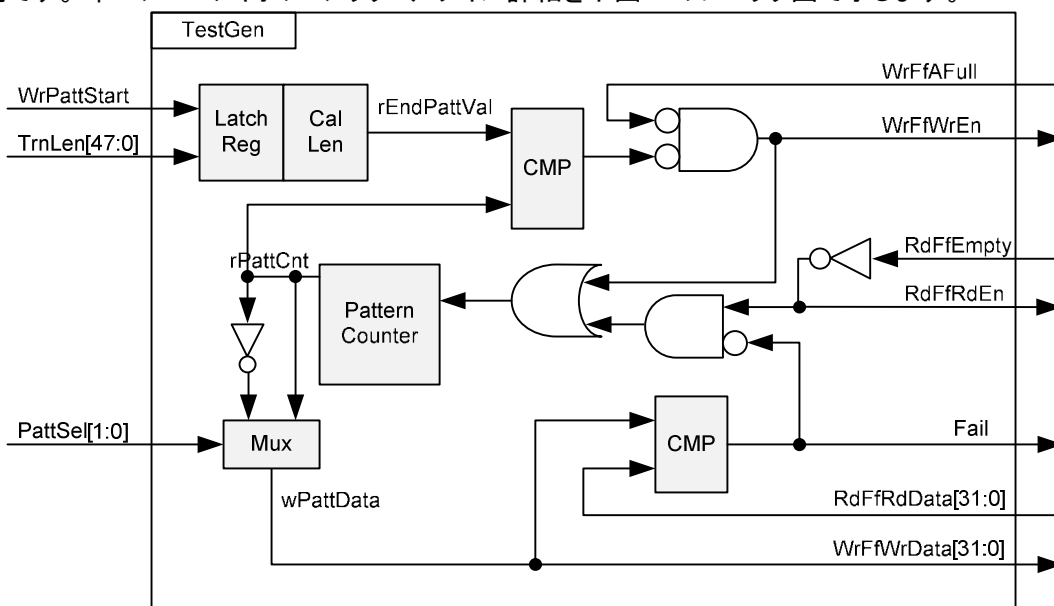 TestGen
WrPattStart
TrnLen[47:0]
Latch
Reg
Cal
Len
rEndPattVal
CMP
WrFfAFull
WrFfWrEn
rPattCnt
Pattern
Counter
RdFfEmpty
RdFfRdEn
PattSel[1:0]
Mux
CMP
Fail
wPattData
RdFfRdData[31:0]
WrFfWrData[31:0]